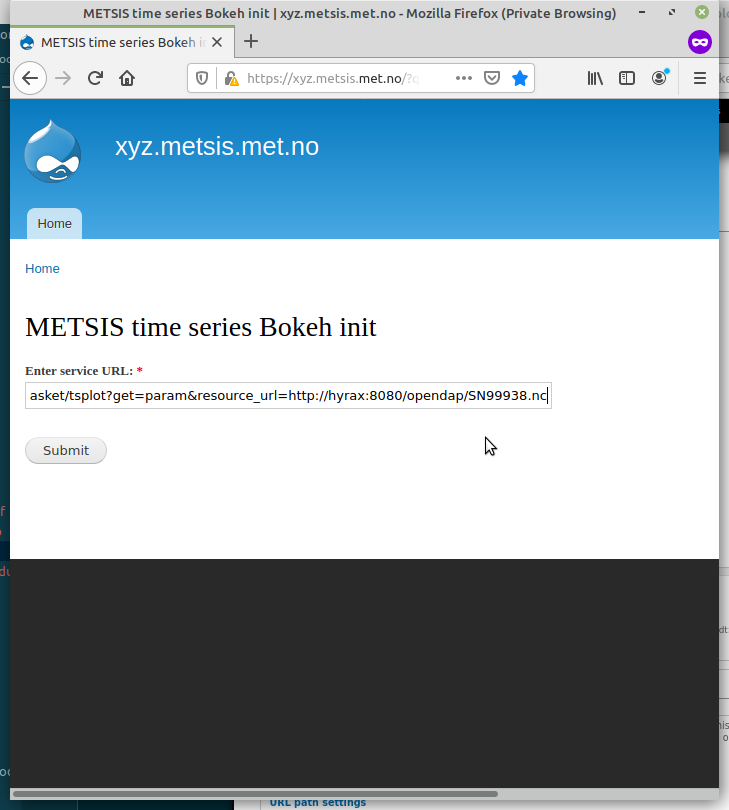 METSIS time series Bokeh init | xyz.metsis.met.no - Mozilla Firefox (Private Browsing)
METSIS time series Bokeh in
https://xyz.metsis.met.no/?q
xyz.metsis.met.no
Home
Home
METSIS time series Bokeh init
Enter service URL: *
asket/tsplot?get=param&resource_url=http://hyrax:8080/opendap/SN99938.nc
Submit
URL path settings